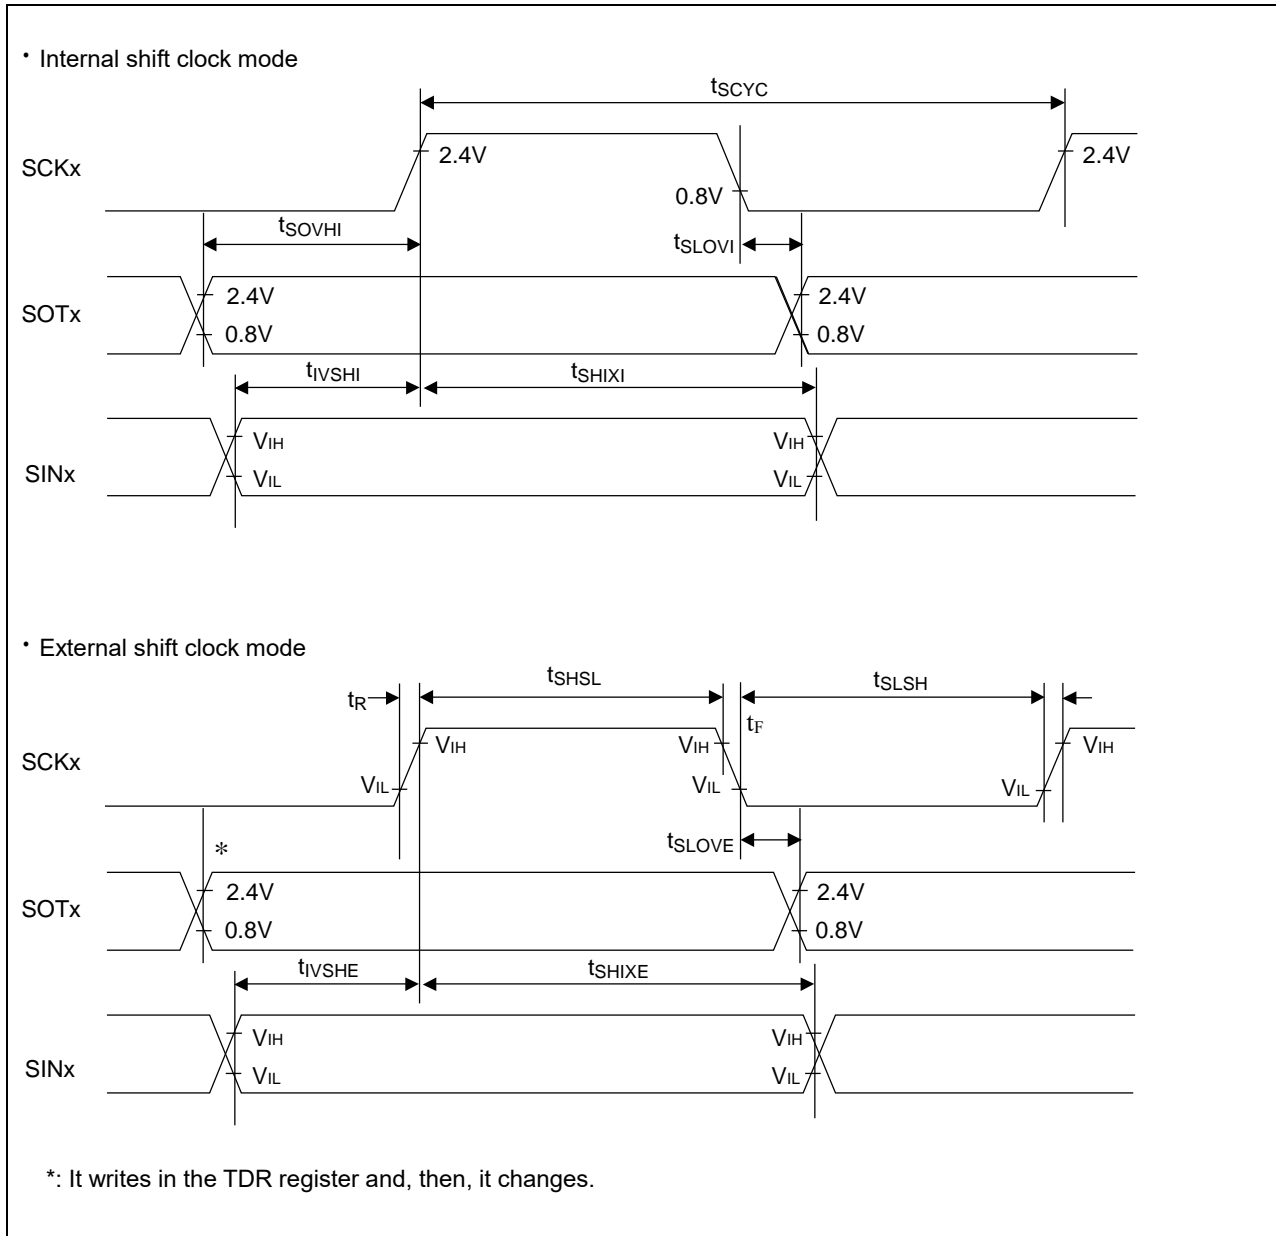 ・Internal shift clock mode
tSCYC
SCKx
2.4V
0.8V
2.4V
tSOVHI
tSLOVI
SOTx
2.4V
0.8V
2.4V
0.8V
tIVSHI
tSHIXI
SINx
VIH
VIL
VIH
VIL
・External shift clock mode
tR
tSHSL
tSLSH
tF
SCKx
VIH
VIL
VIH
VIL
VIH
VIL
tSLOVE
*
SOTx
2.4V
0.8V
2.4V
0.8V
tIVSHE
tSHIXE
SINx
VIH
VIL
VIH
VIL
*: It writes in the TDR register and, then, it changes.